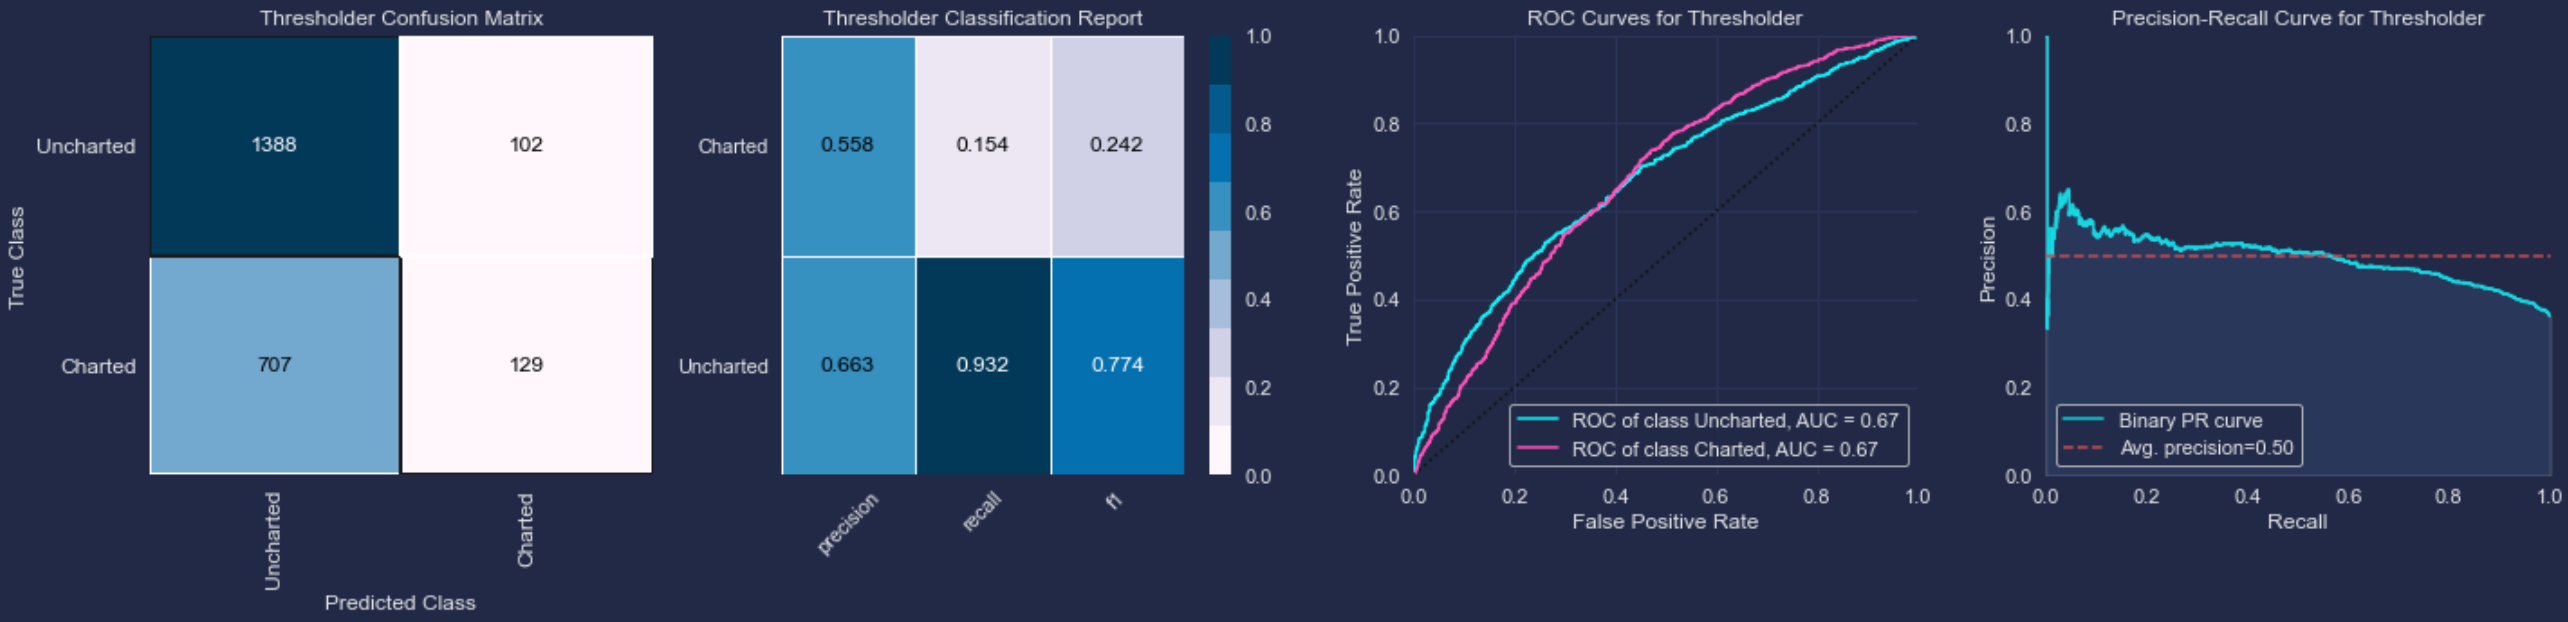 Thresholder Confusion Matrix
True Class
Uncharted
1388
102
Charted
707
129
Uncharted
Charted
Predicted Class
Thresholder Classification Report
Charted
0.558
0.154
0.242
Uncharted
0.663
0.932
0.774
precision
recall
f1
1.0
0.8
0.6
0.4
0.2
0.0
ROC Curves for Thresholder
True Positive Rate
1.0
0.8
0.6
0.4
0.2
0.0
ROC of class Uncharted, AUC = 0.67
ROC of class Charted, AUC = 0.67
0.0 0.2 0.4 0.6 0.8 1.0
False Positive Rate
Precision-Recall Curve for Thresholder
Precision
1.0
0.8
0.6
0.4
0.2
0.0
Binary PR curve
Avg. precision=0.50
0.0 0.2 0.4 0.6 0.8 1.0
Recall